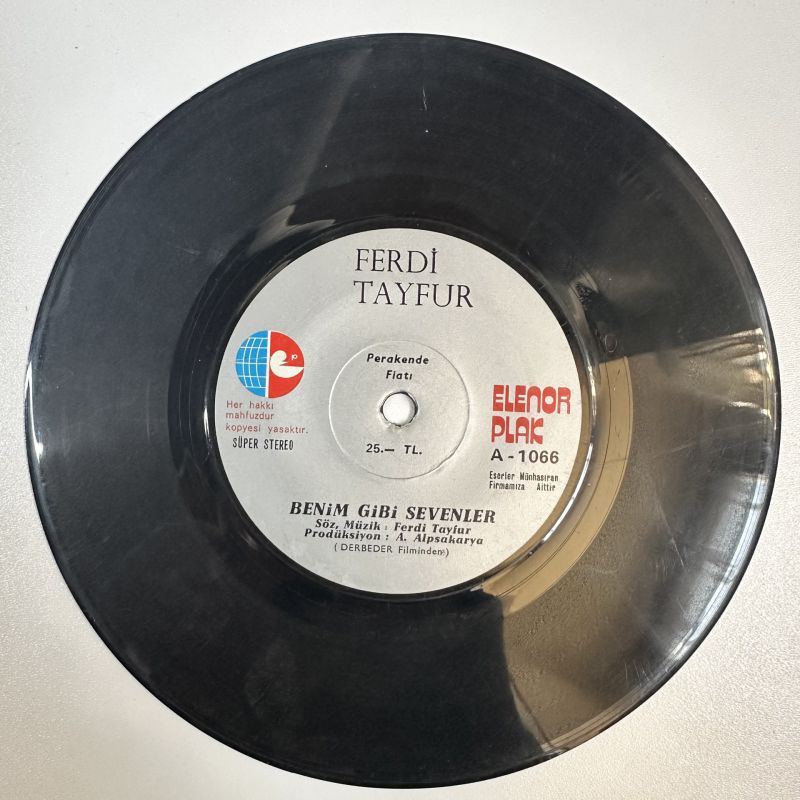 FERDİ
TAYFUR
Perakende
Fiatı
25.— TL.
Her hakkı
mahfuzdur
kopyesi yasaktır.
SÜPER STEREO
ELENOR
PLAK
A - 1066
Eserler Münhasıran
Firmamıza Aittir
BENiM GiBi SEVENLER
Söz, Müzik : Ferdi Tayfur
Prodüksiyon : A. Alpsakarya
( DERBEDER Filminden )